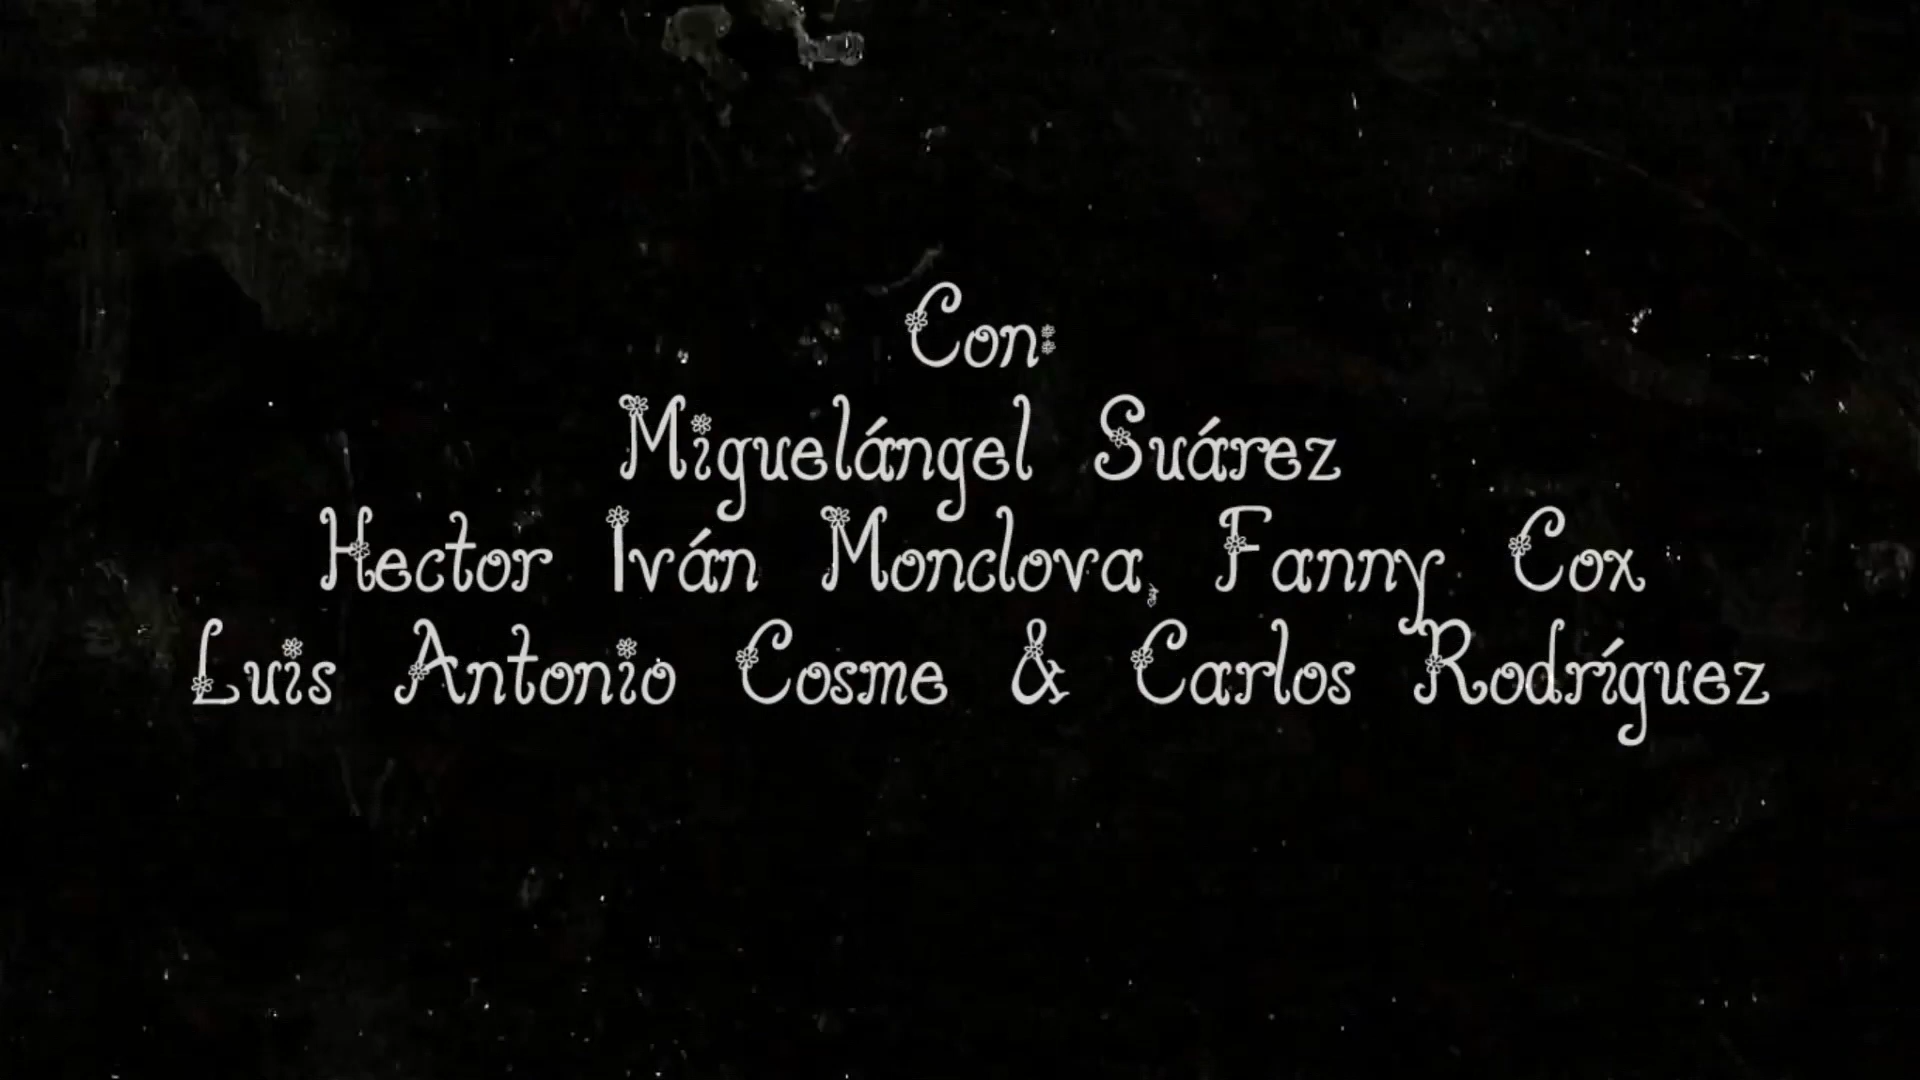 Con:
Miguelángel Suárez
Hector Iván Monclova, Fanny Cox
Luis Antonio Cosme & Carlos Rodríguez